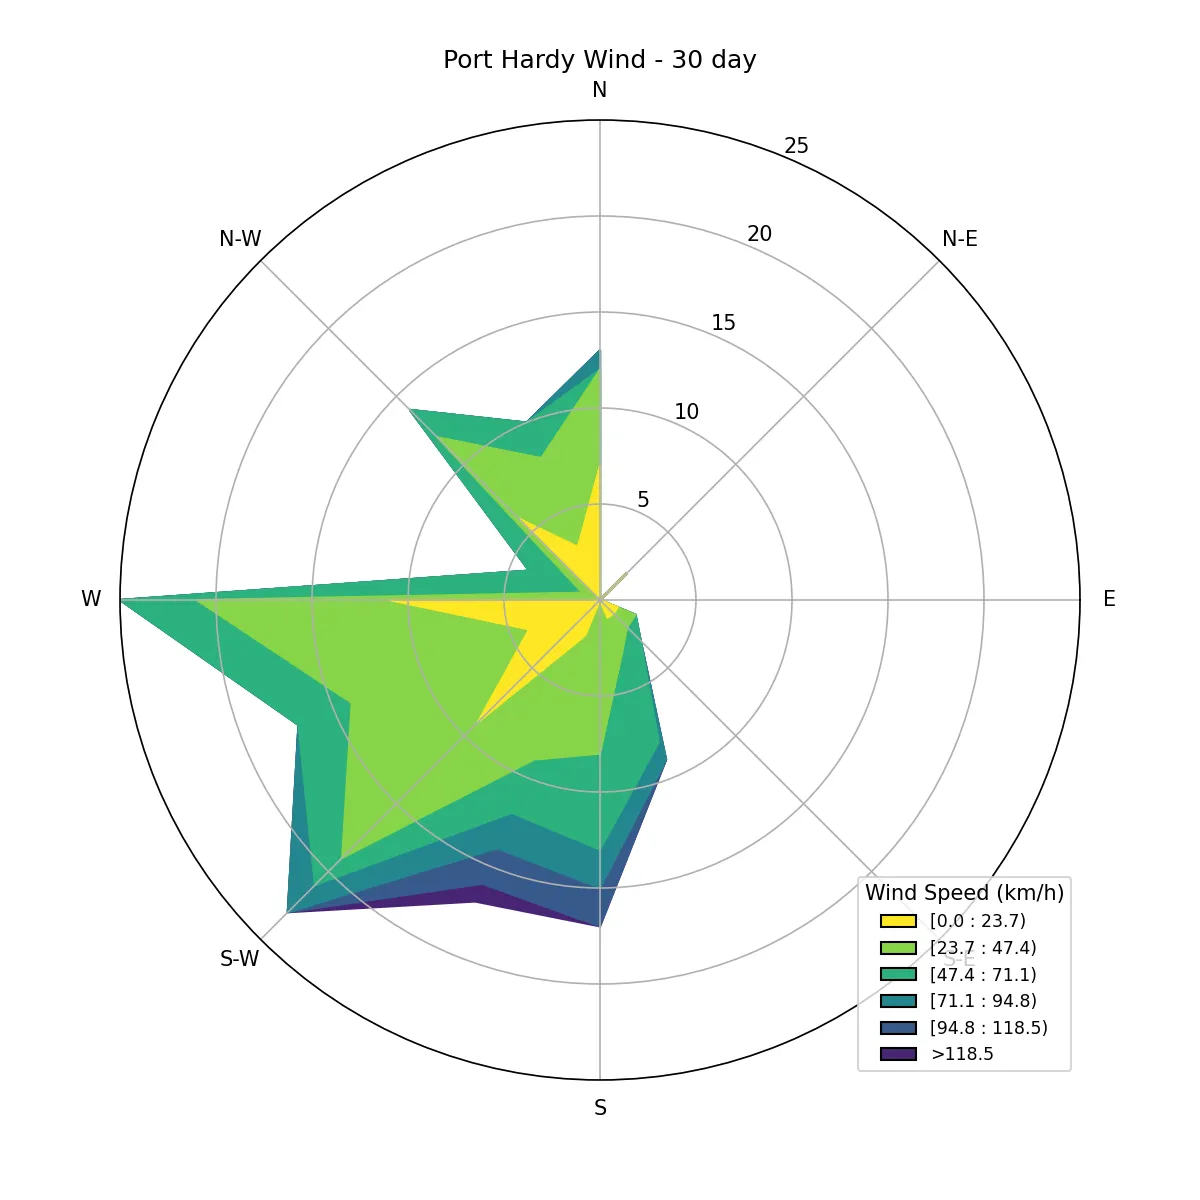 Port Hardy Wind - 30 day
N
25
N-W
N-E
20
15
10
5
W
E
S-W
S-E
S
Wind Speed (km/h)
[0.0 : 23.7)
[23.7 : 47.4)
[47.4 : 71.1)
[71.1 : 94.8)
[94.8 : 118.5)
>118.5